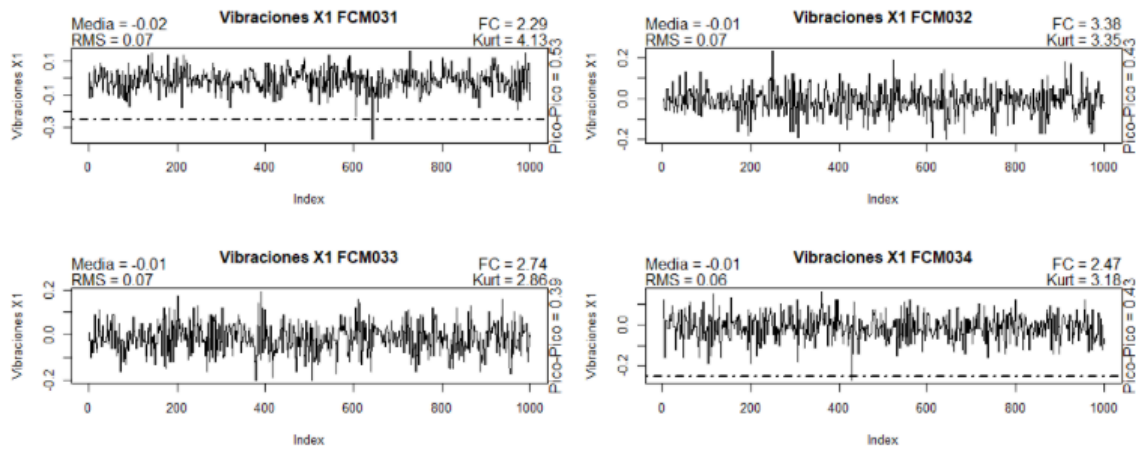 Vibraciones X1 FCM031
Media = -0.02
RMS = 0.07
FC = 2.29
Kurt = 4.13
Pico-Pico = 0.53
Vibraciones X1
0.1
-0.1
-0.3
0 200 400 600 800 1000
Index
Vibraciones X1 FCM032
Media = -0.01
RMS = 0.07
FC = 3.38
Kurt = 3.35
Pico-Pico = 0.43
Vibraciones X1
0.2
0.0
-0.2
0 200 400 600 800 1000
Index
Vibraciones X1 FCM033
Media = -0.01
RMS = 0.07
FC = 2.74
Kurt = 2.86
Pico-Pico = 0.39
Vibraciones X1
0.2
0.0
-0.2
0 200 400 600 800 1000
Index
Vibraciones X1 FCM034
Media = -0.01
RMS = 0.06
FC = 2.47
Kurt = 3.18
Pico-Pico = 0.43
Vibraciones X1
0.0
-0.2
0 200 400 600 800 1000
Index